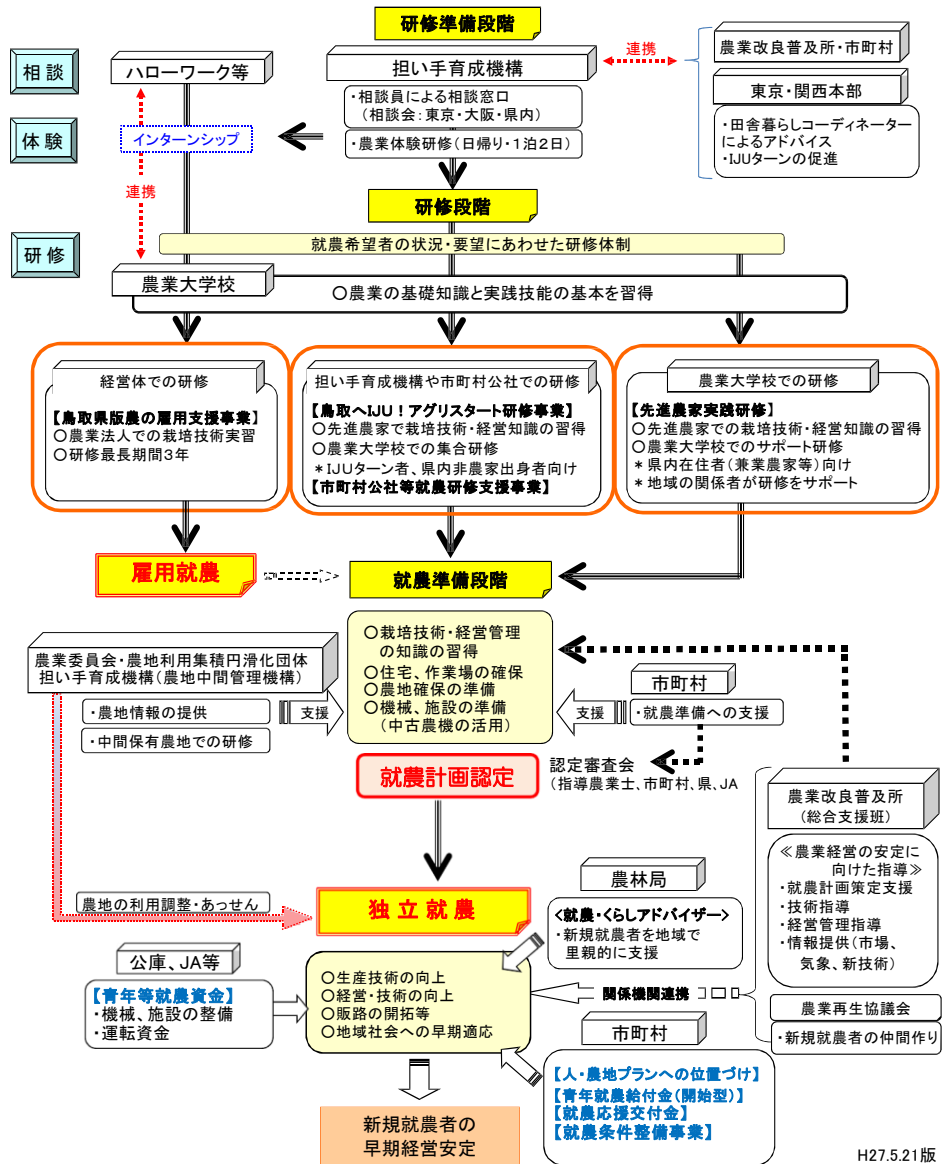 研修準備段階
相談
ハローワーク等
担い手育成機構
連携
農業改良普及所・市町村
・相談員による相談窓口
（相談会：東京・大阪・県内）
東京・関西本部
・田舎暮らしコーディネーター
によるアドバイス
・IJUターンの促進
体験
インターンシップ
・農業体験研修（日帰り・１泊２日）
連携
研修段階
研修
就農希望者の状況・要望にあわせた研修体制
農業大学校
○農業の基礎知識と実践技能の基本を習得
経営体での研修
【鳥取県版農の雇用支援事業】
○農業法人での栽培技術実習
○研修最長期間３年
担い手育成機構や市町村公社での研修
【鳥取へIJU！アグリスタート研修事業】
○先進農家で栽培技術・経営知識の習得
○農業大学校での集合研修
＊IJUターン者、県内非農家出身者向け
【市町村公社等就農研修支援事業】
農業大学校での研修
【先進農家実践研修】
○先進農家での栽培技術・経営知識の習得
○農業大学校でのサポート研修
＊県内在住者（兼業農家等）向け
＊地域の関係者が研修をサポート
雇用就農
就農準備段階
農業委員会・農地利用集積円滑化団体
担い手育成機構（農地中間管理機構）
・農地情報の提供
・中間保有農地での研修
支援
○栽培技術・経営管理
の知識の習得
○住宅、作業場の確保
○農地確保の準備
○機械、施設の準備
（中古農機の活用）
支援
市町村
・就農準備への支援
就農計画認定
認定審査会
（指導農業士、市町村、県、JA
農業改良普及所
（総合支援班）
≪農業経営の安定に
向けた指導≫
・就農計画策定支援
・技術指導
・経営管理指導
・情報提供（市場、
気象、新技術）
農地の利用調整・あっせん
独立就農
農林局
<就農・くらしアドバイザー>
・新規就農者を地域で
里親的に支援
公庫、JA等
【青年等就農資金】
・機械、施設の整備
・運転資金
○生産技術の向上
○経営・技術の向上
○販路の開拓等
○地域社会への早期適応
関係機関連携
農業再生協議会
・新規就農者の仲間作り
市町村
【人・農地プランへの位置づけ】
【青年就農給付金（開始型）】
【就農応援交付金】
【就農条件整備事業】
新規就農者の
早期経営安定
H27.5.21版